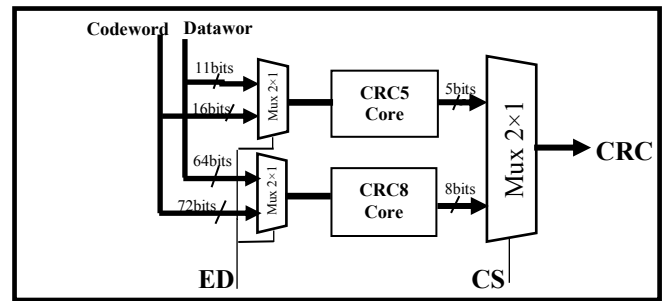 Codeword Datawor
11bits
Mux 2×1
CRC5
Core
5bits
16bits
Mux 2×1
CRC
64bits
Mux 2×1
CRC8
Core
8bits
72bits
ED
CS